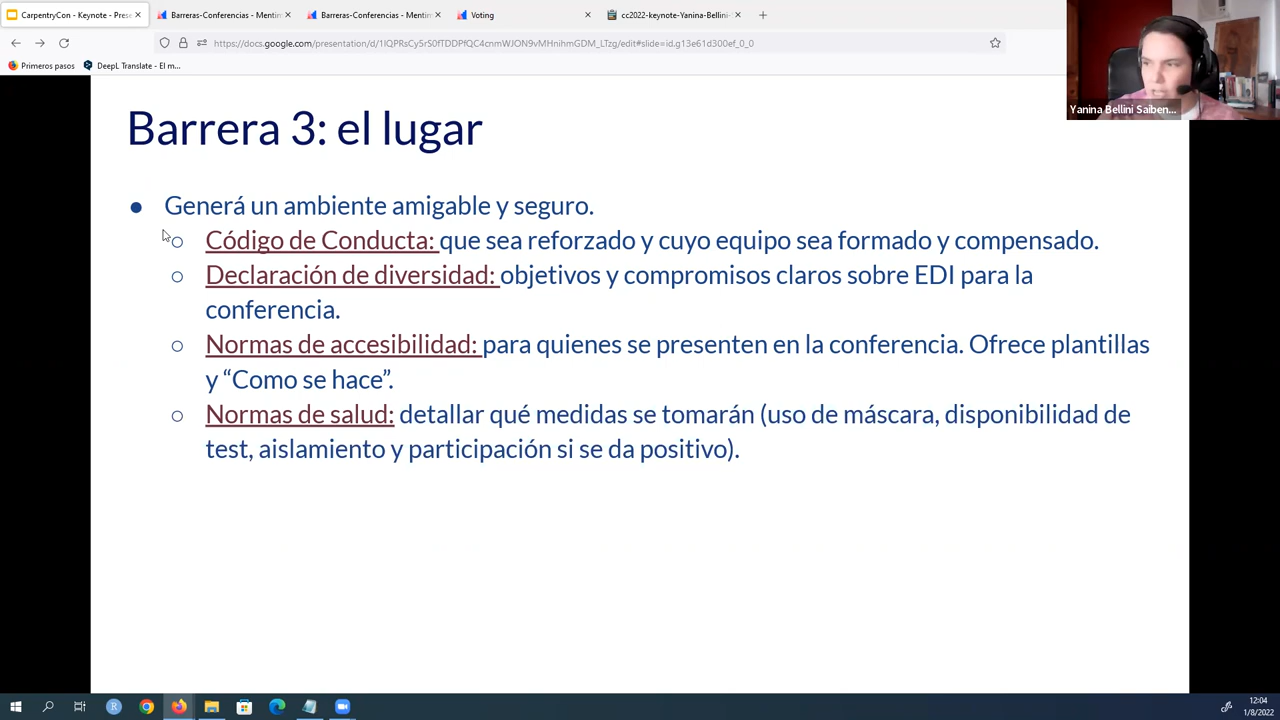 CarpentryCon - Keynote - Prese
Barreras-Conferencias - Mentim
Barreras-Conferencias - Mentim
Voting
cc2022-keynote-Yanina-Bellini-
Primeros pasos
DeepL Translate - El m...
Yanina Bellini Saiben...
Barrera 3: el lugar
● Generá un ambiente amigable y seguro.
○ Código de Conducta: que sea reforzado y cuyo equipo sea formado y compensado.
○ Declaración de diversidad: objetivos y compromisos claros sobre EDI para la
conferencia.
○ Normas de accesibilidad: para quienes se presenten en la conferencia. Ofrece plantillas
y “Como se hace”.
○ Normas de salud: detallar qué medidas se tomarán (uso de máscara, disponibilidad de
test, aislamiento y participación si se da positivo).
12:04
1/8/2022